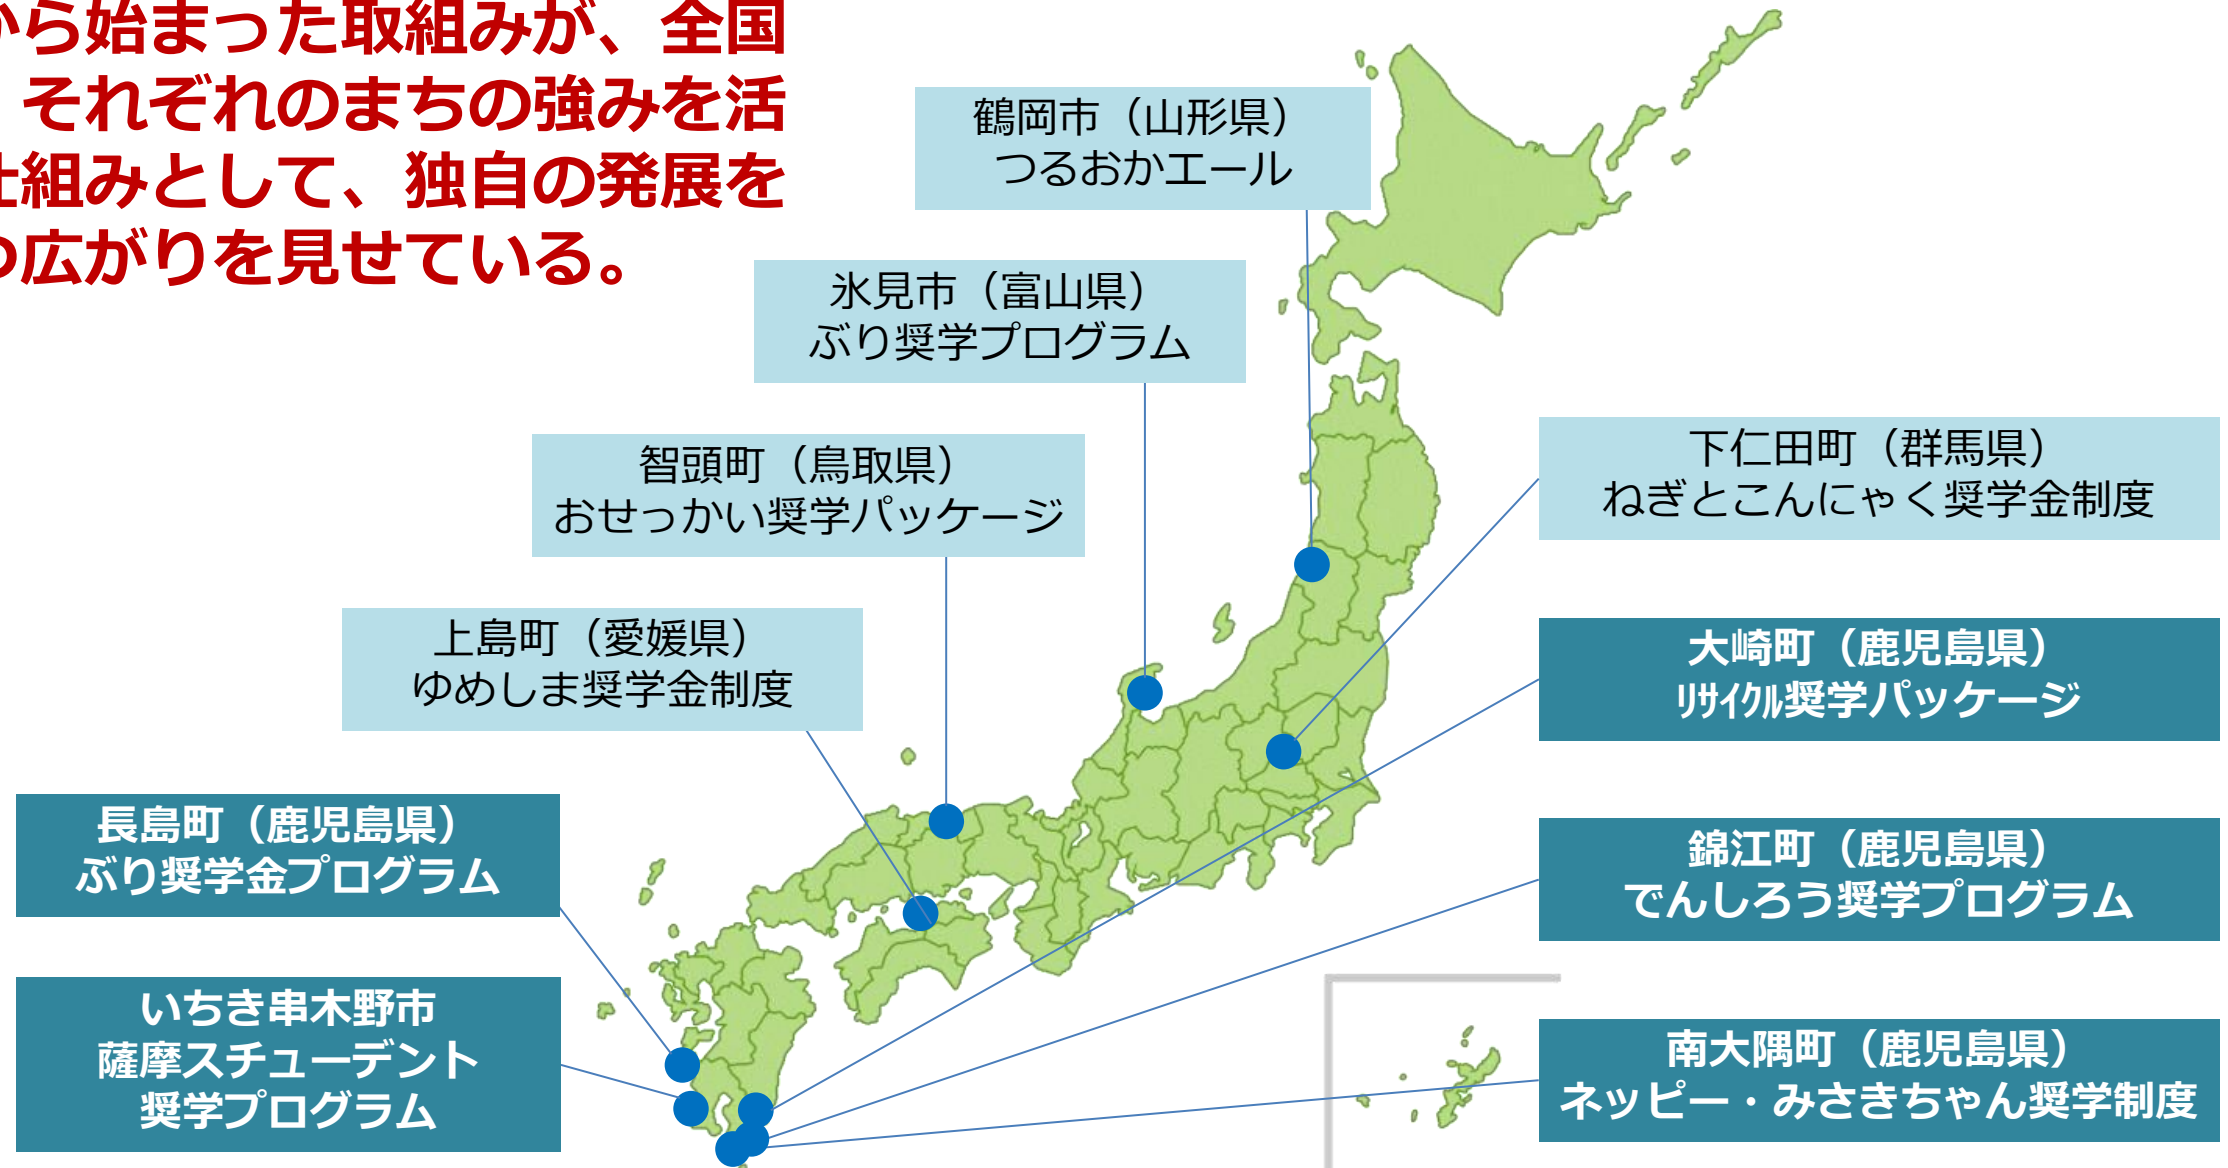 から始まった取組みが、全国
それぞれのまちの強みを活
仕組みとして、独自の発展を
つ広がりを見せている。
鶴岡市（山形県）
つるおかエール
氷見市（富山県）
ぶり奨学プログラム
智頭町（鳥取県）
おせっかい奨学パッケージ
上島町（愛媛県）
ゆめしま奨学金制度
長島町（鹿児島県）
ぶり奨学金プログラム
いちき串木野市
薩摩スチューデント
奨学プログラム
下仁田町（群馬県）
ねぎとこんにゃく奨学金制度
大崎町（鹿児島県）
ﾘｻｲｸﾙ奨学パッケージ
錦江町（鹿児島県）
でんしろう奨学プログラム
南大隅町（鹿児島県）
ネッピー・みさきちゃん奨学制度